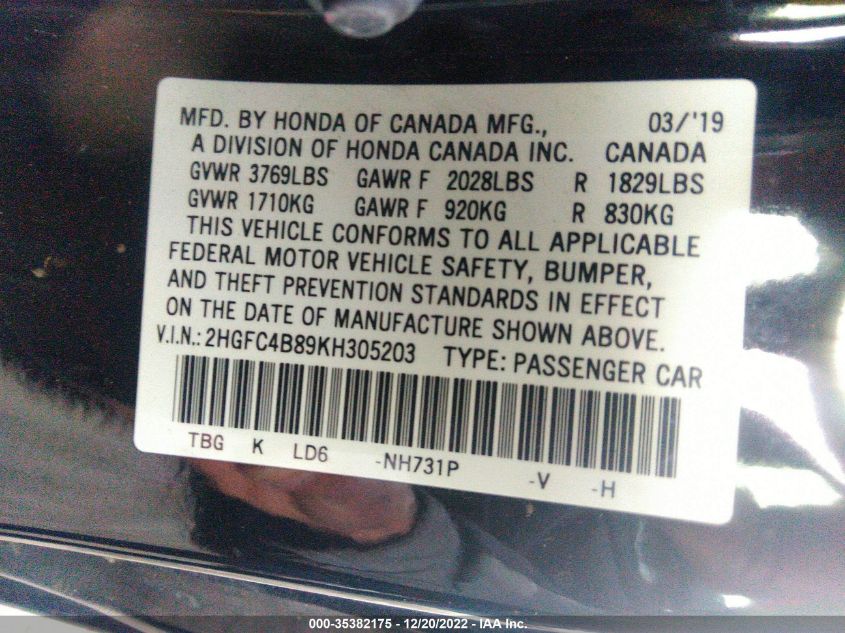 MFD. BY HONDA OF CANADA MFG., 03/'19
A DIVISION OF HONDA CANADA INC. CANADA
GVWR 3769LBS GAWR F 2028LBS R 1829LBS
GVWR 1710KG GAWR F 920KG R 830KG
THIS VEHICLE CONFORMS TO ALL APPLICABLE
FEDERAL MOTOR VEHICLE SAFETY, BUMPER,
AND THEFT PREVENTION STANDARDS IN EFFECT
ON THE DATE OF MANUFACTURE SHOWN ABOVE.
V.I.N.: 2HGFC4B89KH305203 TYPE: PASSENGER CAR
TBG K LD6 -NH731P -V -H
000-35382175 - 12/20/2022 - IAA Inc.